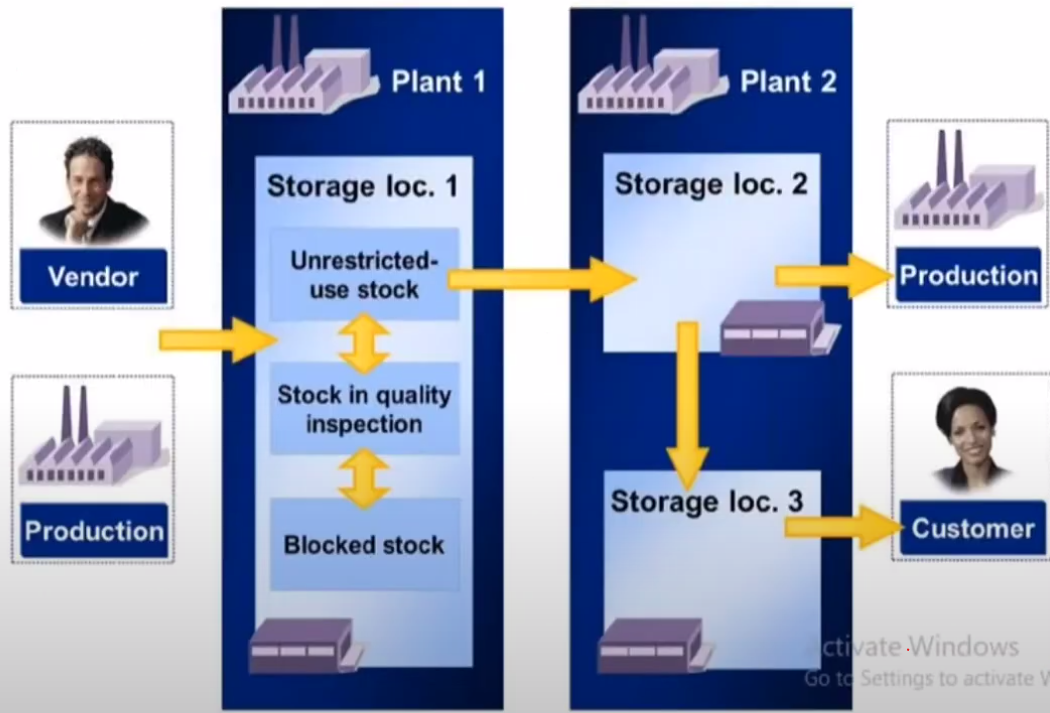 Plant 1
Plant 2
Vendor
Production
Storage loc. 1
Unrestricted-
use stock
Stock in quality
inspection
Blocked stock
Storage loc. 2
Storage loc. 3
Production
Customer
Activate Windows
Go to Settings to activate W